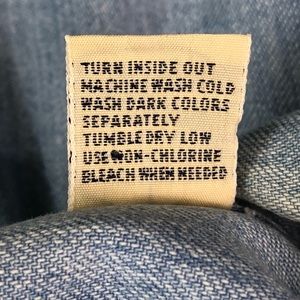 TURN INSIDE OUT
MACHINE WASH COLD
WASH DARK COLORS
SEPARATELY
TUMBLE DRY LOW
USE NON-CHLORINE
BLEACH WHEN NEEDED